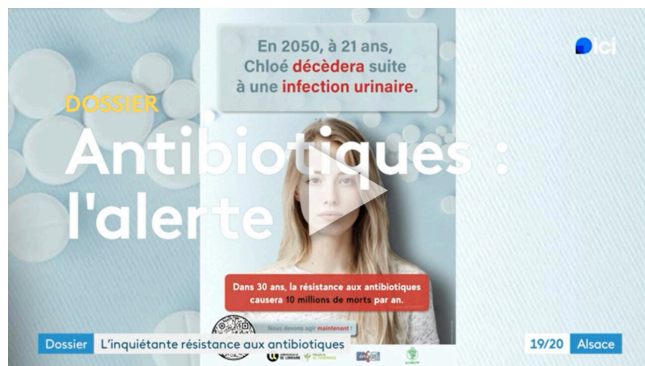 En 2050, à 21 ans,
Chloé décèdera suite
à une infection urinaire.
ici
DOSSIER
Antibiotiques :
l'alerte
Dans 30 ans, la résistance aux antibiotiques
causera 10 millions de morts par an.
Nous devons agir maintenant !
Dossier L'inquiétante résistance aux antibiotiques
19/20 Alsace